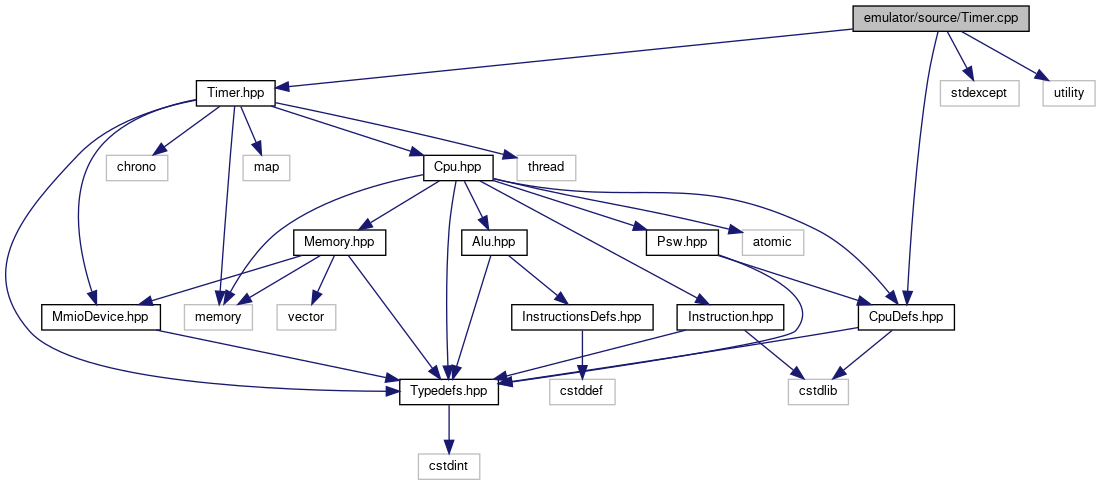 emulator/source/Timer.cpp
Timer.hpp
stdexcept
utility
chrono
map
Cpu.hpp
thread
Memory.hpp
Alu.hpp
Psw.hpp
atomic
MmioDevice.hpp
memory
vector
InstructionsDefs.hpp
Instruction.hpp
CpuDefs.hpp
Typedefs.hpp
cstddef
cstdlib
cstdint